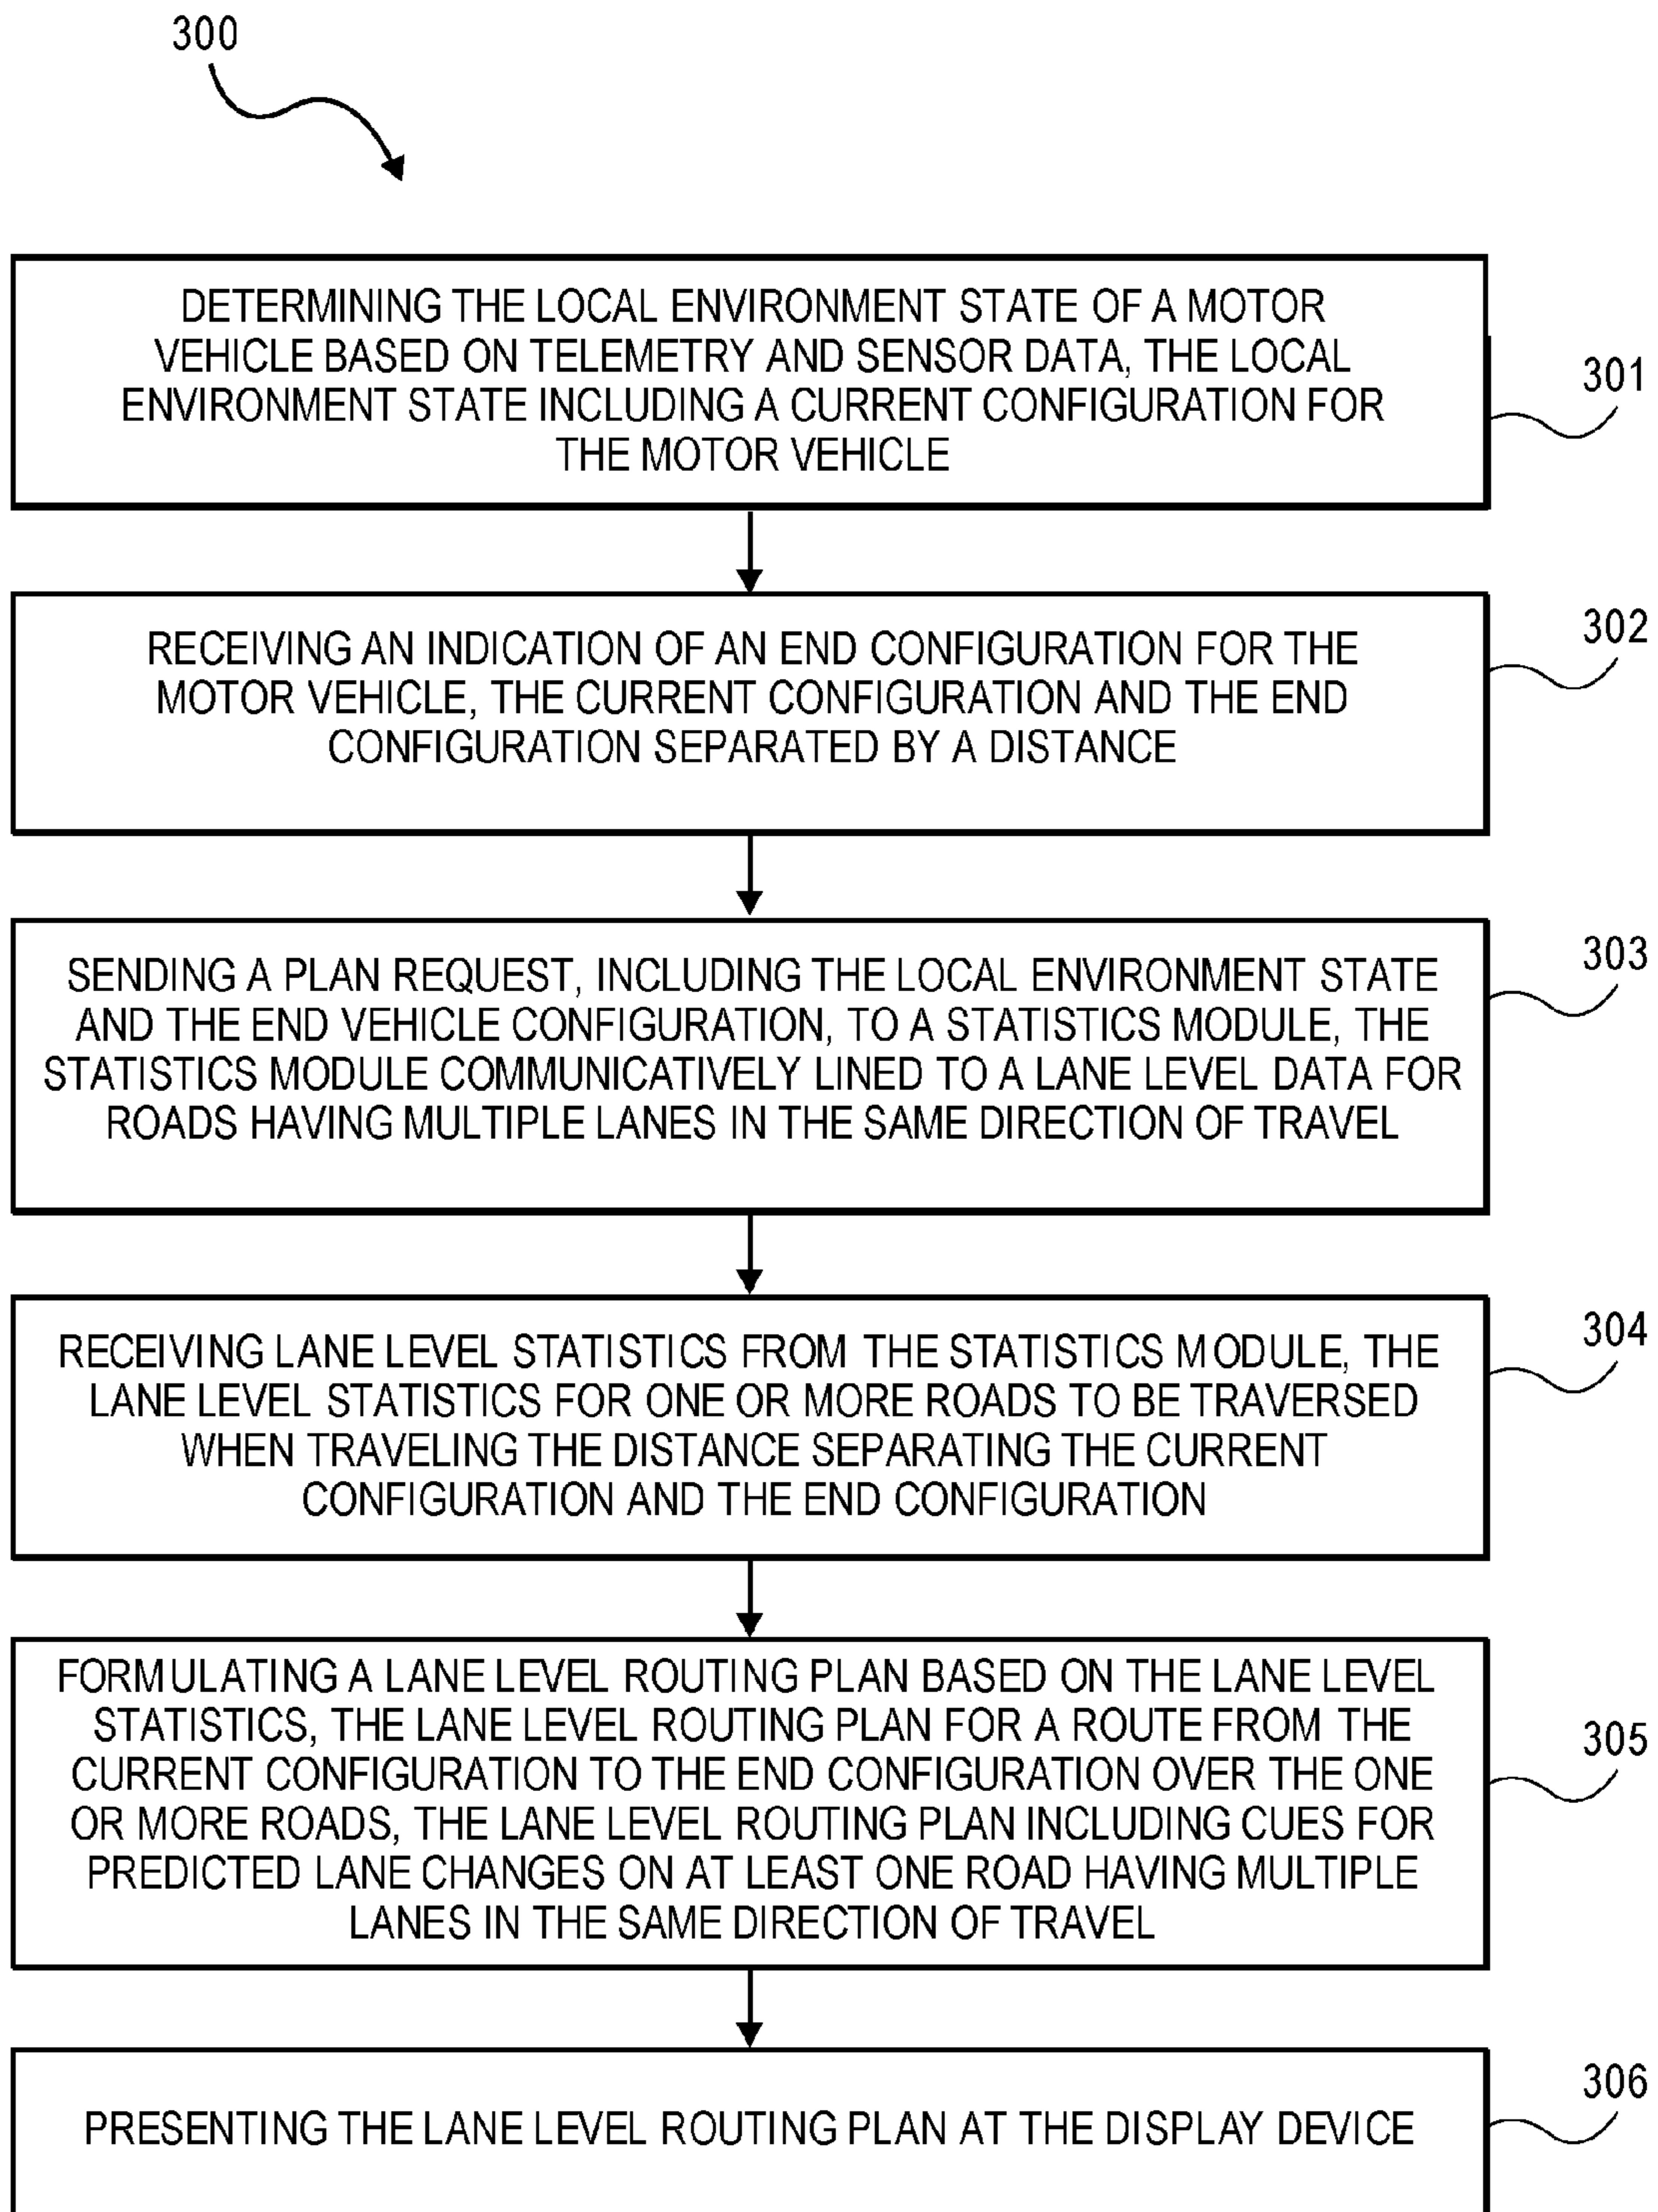 300
DETERMINING THE LOCAL ENVIRONMENT STATE OF A MOTOR
VEHICLE BASED ON TELEMETRY AND SENSOR DATA, THE LOCAL
ENVIRONMENT STATE INCLUDING A CURRENT CONFIGURATION FOR
THE MOTOR VEHICLE
301
RECEIVING AN INDICATION OF AN END CONFIGURATION FOR THE
MOTOR VEHICLE, THE CURRENT CONFIGURATION AND THE END
CONFIGURATION SEPARATED BY A DISTANCE
302
SENDING A PLAN REQUEST, INCLUDING THE LOCAL ENVIRONMENT STATE
AND THE END VEHICLE CONFIGURATION, TO A STATISTICS MODULE, THE
STATISTICS MODULE COMMUNICATIVELY LINED TO A LANE LEVEL DATA FOR
ROADS HAVING MULTIPLE LANES IN THE SAME DIRECTION OF TRAVEL
303
RECEIVING LANE LEVEL STATISTICS FROM THE STATISTICS MODULE, THE
LANE LEVEL STATISTICS FOR ONE OR MORE ROADS TO BE TRAVERSED
WHEN TRAVELING THE DISTANCE SEPARATING THE CURRENT
CONFIGURATION AND THE END CONFIGURATION
304
FORMULATING A LANE LEVEL ROUTING PLAN BASED ON THE LANE LEVEL
STATISTICS, THE LANE LEVEL ROUTING PLAN FOR A ROUTE FROM THE
CURRENT CONFIGURATION TO THE END CONFIGURATION OVER THE ONE
OR MORE ROADS, THE LANE LEVEL ROUTING PLAN INCLUDING CUES FOR
PREDICTED LANE CHANGES ON AT LEAST ONE ROAD HAVING MULTIPLE
LANES IN THE SAME DIRECTION OF TRAVEL
305
PRESENTING THE LANE LEVEL ROUTING PLAN AT THE DISPLAY DEVICE
306